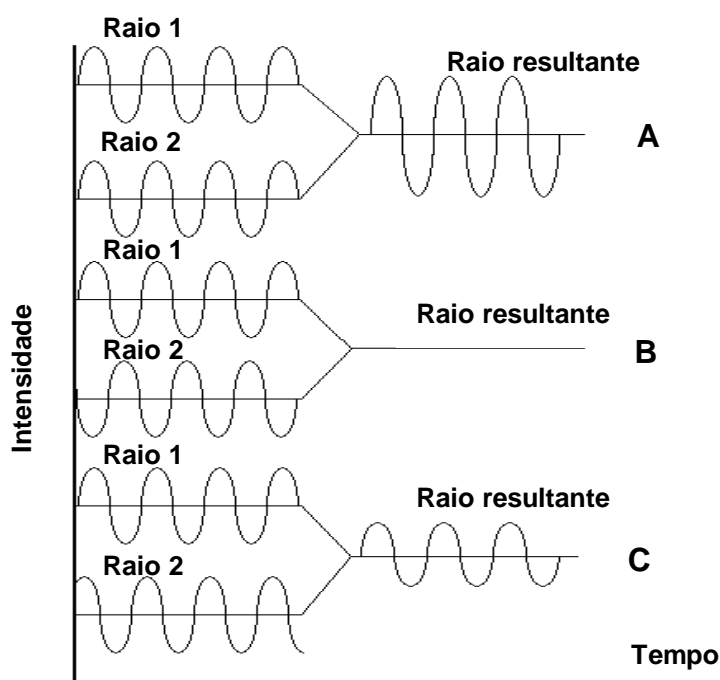 Raio 1
Raio resultante
A
Raio 2
Raio 1
Raio resultante
B
Raio 2
Intensidade
Raio 1
Raio resultante
C
Raio 2
Tempo